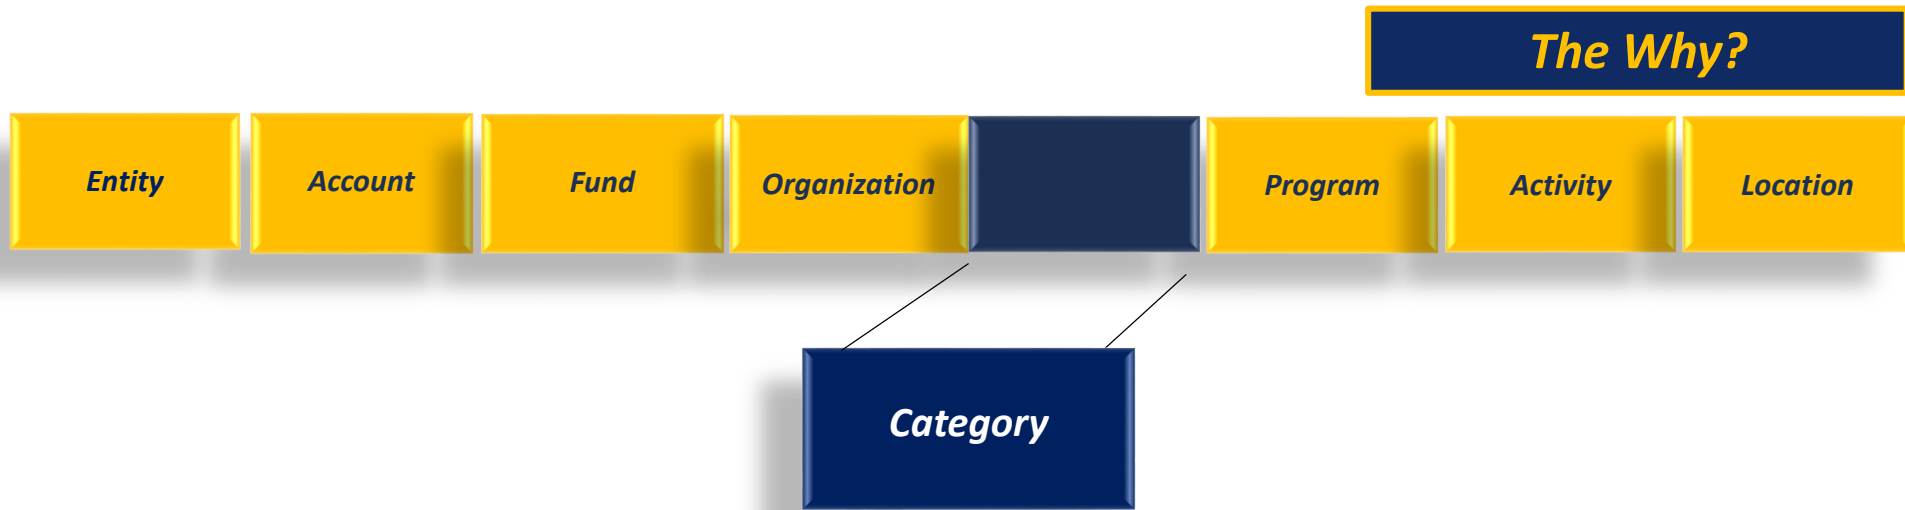 The Why?
Entity
Account
Fund
Organization
Program
Activity
Location
Category